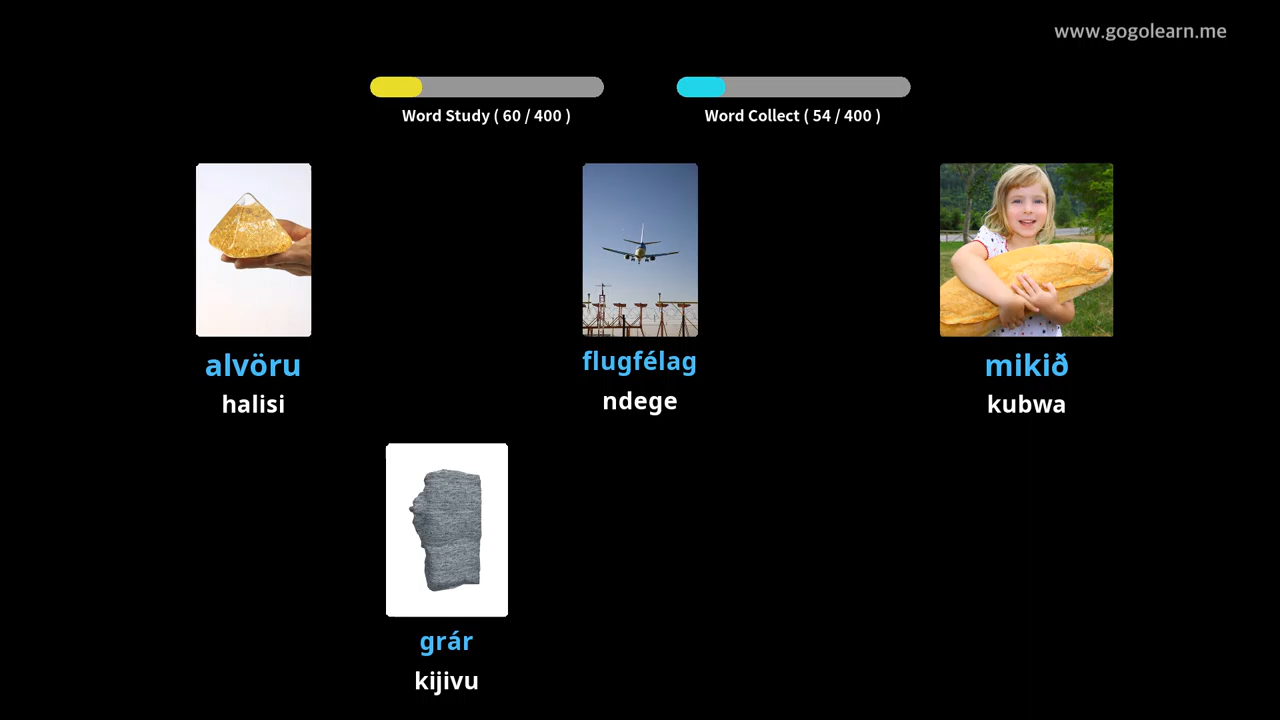 www.gogolearn.me
Word Study ( 60 / 400 )
Word Collect ( 54 / 400 )
alvöru
halisi
flugfélag
ndege
mikið
kubwa
grár
kijivu